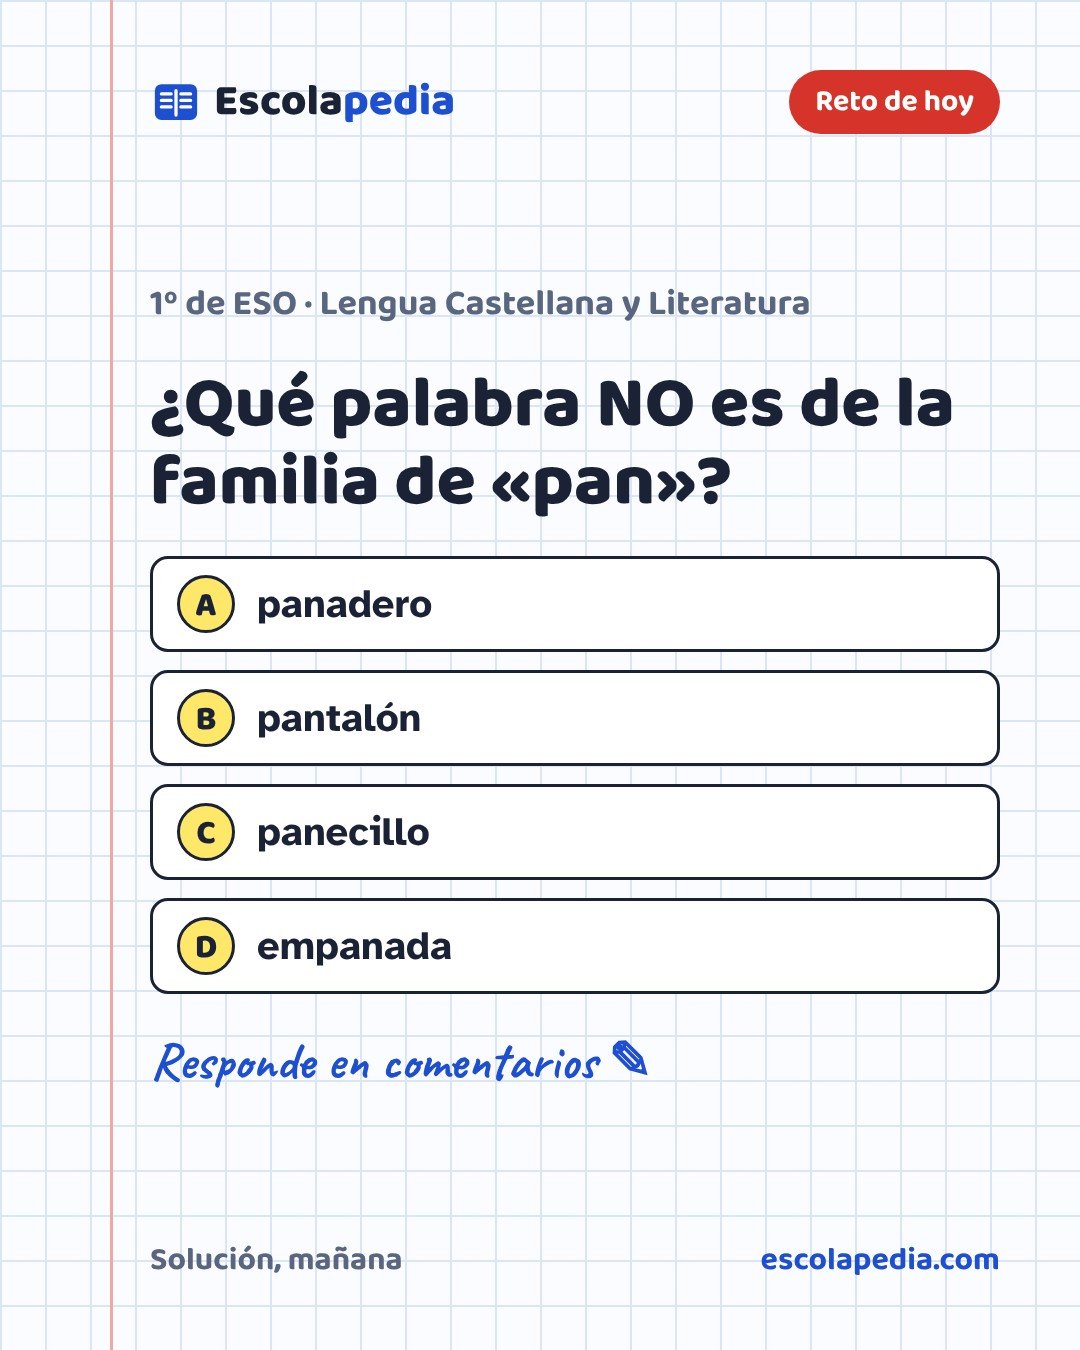 Escolapedia
Reto de hoy
1º de ESO · Lengua Castellana y Literatura
¿Qué palabra NO es de la
familia de «pan»?
A panadero
B pantalón
C panecillo
D empanada
Responde en comentarios ✎
Solución, mañana
escolapedia.com